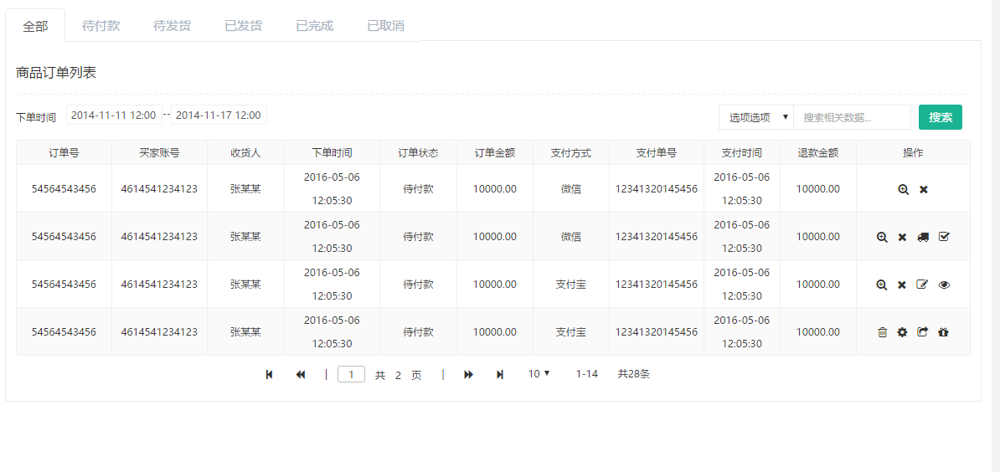 全部 待付款 待发货 已发货 已完成 已取消
商品订单列表
下单时间 2014-11-11 12:00 -- 2014-11-17 12:00 选项选项 搜索相关数据... 搜索
订单号 买家账号 收货人 下单时间 订单状态 订单金额 支付方式 支付单号 支付时间 退款金额 操作
54564543456 4614541234123 张某某 2016-05-06 12:05:30 待付款 10000.00 微信 12341320145456 2016-05-06 12:05:30 10000.00
54564543456 4614541234123 张某某 2016-05-06 12:05:30 待付款 10000.00 微信 12341320145456 2016-05-06 12:05:30 10000.00
54564543456 4614541234123 张某某 2016-05-06 12:05:30 待付款 10000.00 支付宝 12341320145456 2016-05-06 12:05:30 10000.00
54564543456 4614541234123 张某某 2016-05-06 12:05:30 待付款 10000.00 支付宝 12341320145456 2016-05-06 12:05:30 10000.00
| 1 共 2 页 | 10 1-14 共28条